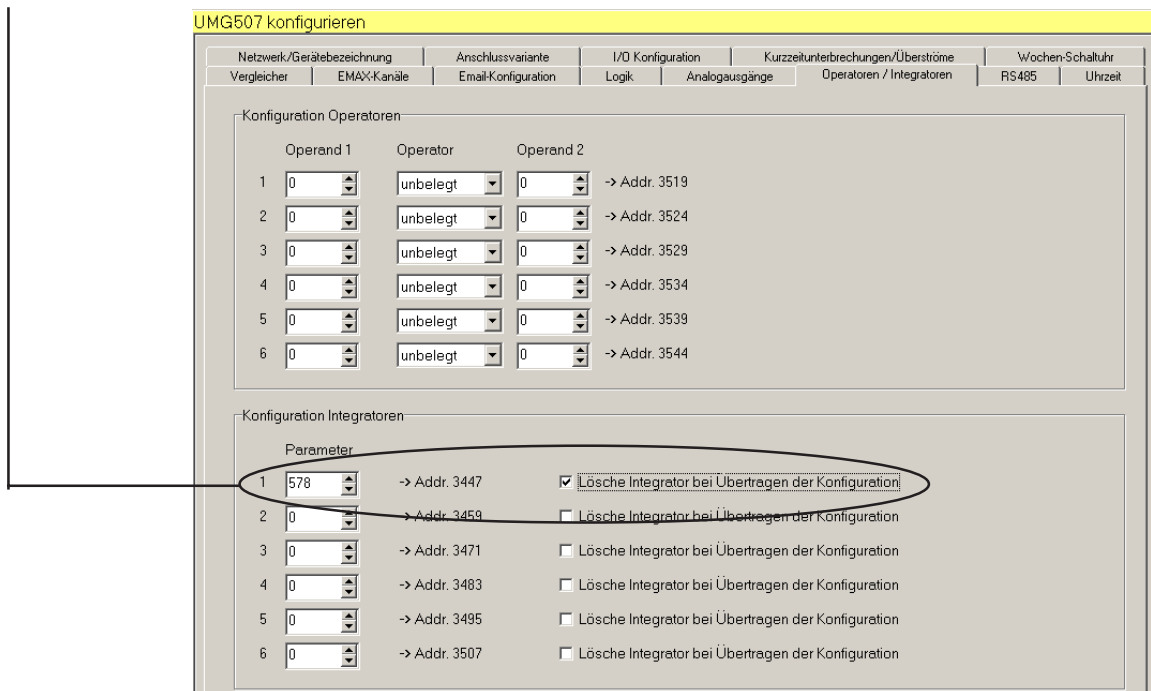 UMG507 konfigurieren
Netzwerk/Gerätebezeichnung Anschlussvariante I/O Konfiguration Kurzzeitunterbrechungen/Überströme Wochen-Schaltuhr
Vergleicher EMAX-Kanäle Email-Konfiguration Logik Analogausgänge Operatoren / Integratoren RS485 Uhrzeit
Konfiguration Operatoren
Operand 1 Operator Operand 2
1 0 unbelegt 0 -> Addr. 3519
2 0 unbelegt 0 -> Addr. 3524
3 0 unbelegt 0 -> Addr. 3529
4 0 unbelegt 0 -> Addr. 3534
5 0 unbelegt 0 -> Addr. 3539
6 0 unbelegt 0 -> Addr. 3544
Konfiguration Integratoren
Parameter
1 578 -> Addr. 3447 Lösche Integrator bei Übertragen der Konfiguration
2 0 -> Addr. 3459 Lösche Integrator bei Übertragen der Konfiguration
3 0 -> Addr. 3471 Lösche Integrator bei Übertragen der Konfiguration
4 0 -> Addr. 3483 Lösche Integrator bei Übertragen der Konfiguration
5 0 -> Addr. 3495 Lösche Integrator bei Übertragen der Konfiguration
6 0 -> Addr. 3507 Lösche Integrator bei Übertragen der Konfiguration